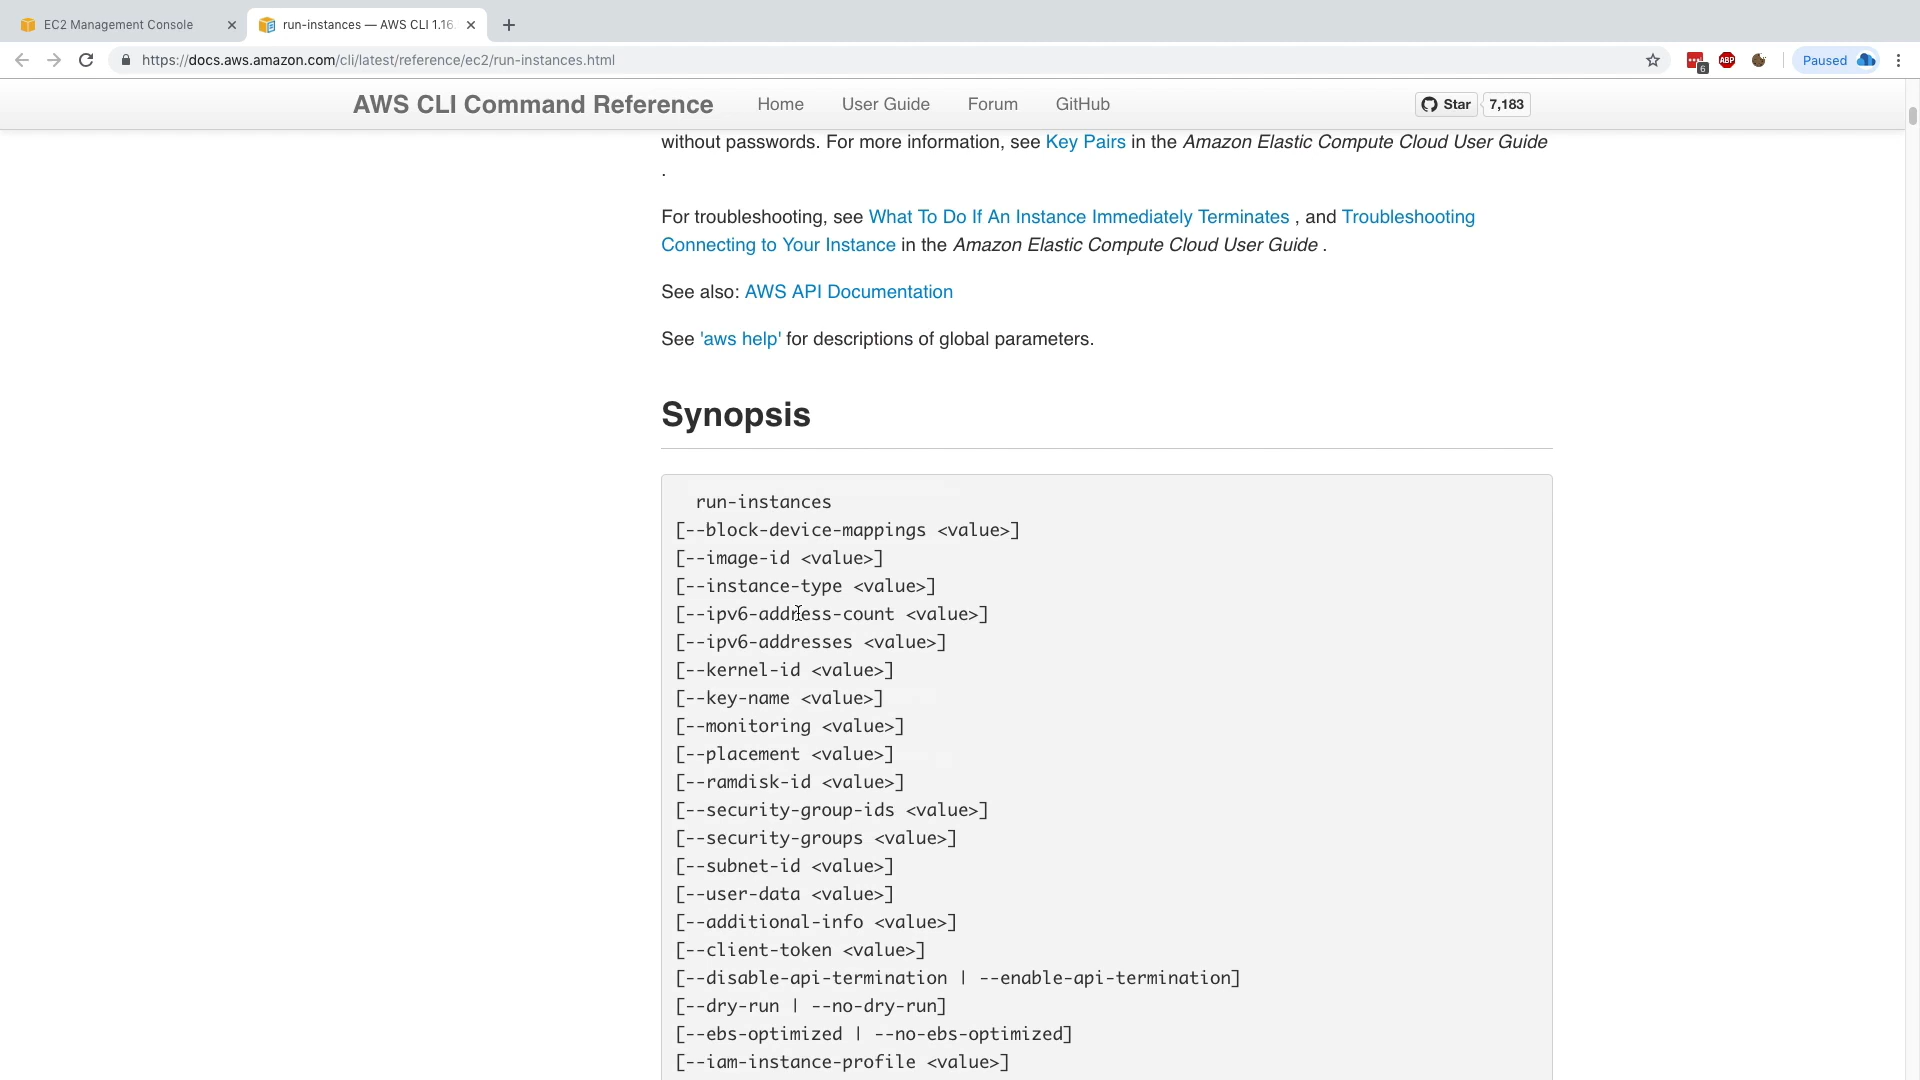 EC2 Management Console
run-instances — AWS CLI 1.16.
https://docs.aws.amazon.com/cli/latest/reference/ec2/run-instances.html
6
ABP
Paused
AWS CLI Command Reference
Home
User Guide
Forum
GitHub
Star
7,183
without passwords. For more information, see Key Pairs in the Amazon Elastic Compute Cloud User Guide
.
For troubleshooting, see What To Do If An Instance Immediately Terminates , and Troubleshooting
Connecting to Your Instance in the Amazon Elastic Compute Cloud User Guide .
See also: AWS API Documentation
See 'aws help' for descriptions of global parameters.
Synopsis
run-instances
[--block-device-mappings <value>]
[--image-id <value>]
[--instance-type <value>]
[--ipv6-address-count <value>]
[--ipv6-addresses <value>]
[--kernel-id <value>]
[--key-name <value>]
[--monitoring <value>]
[--placement <value>]
[--ramdisk-id <value>]
[--security-group-ids <value>]
[--security-groups <value>]
[--subnet-id <value>]
[--user-data <value>]
[--additional-info <value>]
[--client-token <value>]
[--disable-api-termination | --enable-api-termination]
[--dry-run | --no-dry-run]
[--ebs-optimized | --no-ebs-optimized]
[--iam-instance-profile <value>]